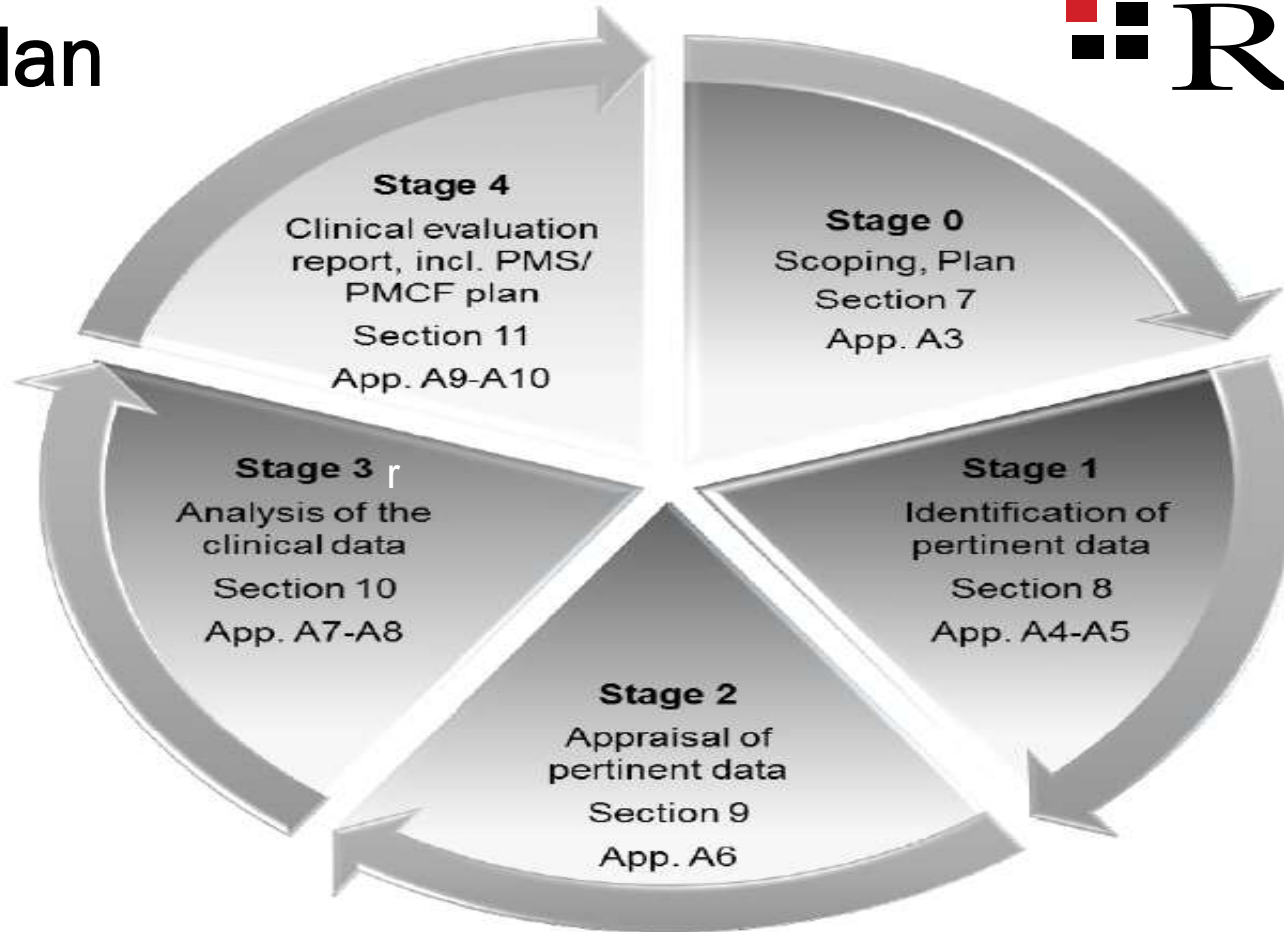 lan
R
Stage 0
Scoping, Plan
Section 7
App. A3
Stage 1
Identification of
pertinent data
Section 8
App. A4-A5
Stage 2
Appraisal of
pertinent data
Section 9
App. A6
Stage 3 r
Analysis of the
clinical data
Section 10
App. A7-A8
Stage 4
Clinical evaluation
report, incl. PMS/
PMCF plan
Section 11
App. A9-A10